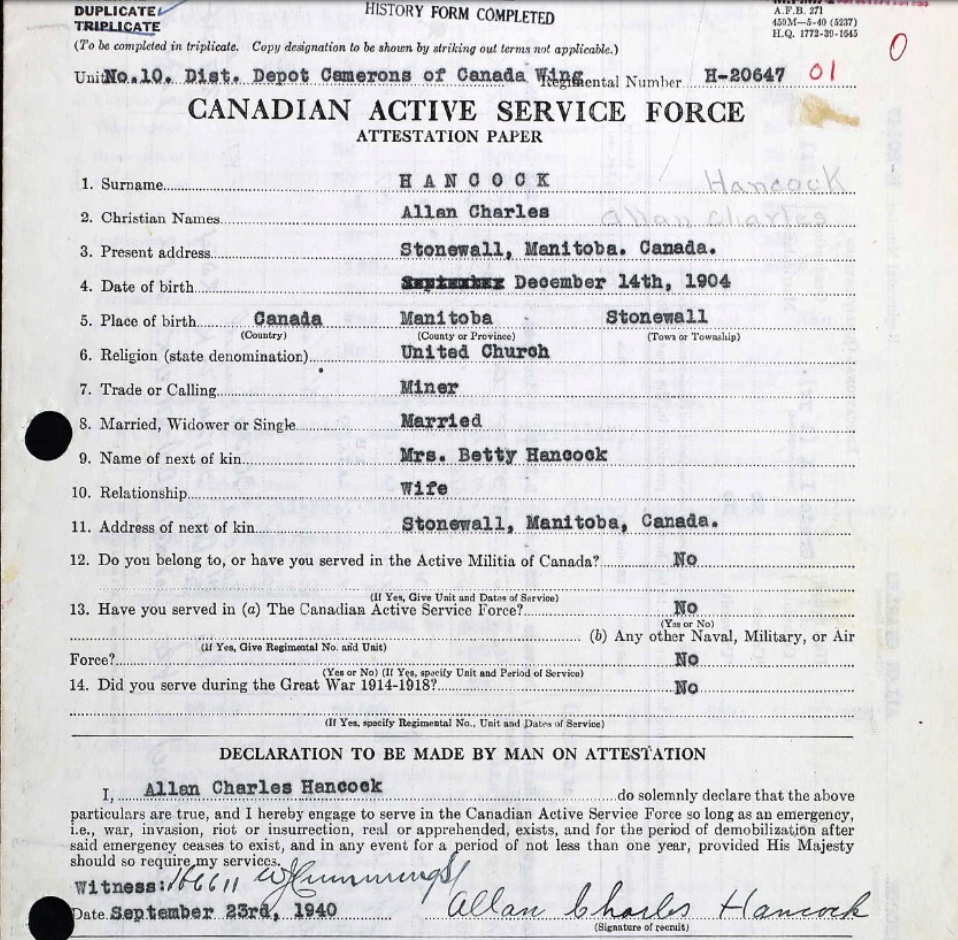 DUPLICATE
TRIPLICATE
HISTORY FORM COMPLETED
A.F.B. 271
450M—5-40 (5237)
H.Q. 1772-39-1645
(To be completed in triplicate. Copy designation to be shown by striking out terms not applicable.)
O
Unit No.10. Dist. Depot Camerons of Canada Wing Regimental Number H-20647 01
CANADIAN ACTIVE SERVICE FORCE
ATTESTATION PAPER
1. Surname HANCOCK Hancock
2. Christian Names Allan Charles Allan Charles
3. Present address Stonewall, Manitoba. Canada.
4. Date of birth December 14th, 1904
5. Place of birth Canada Manitoba Stonewall
(Country) (County or Province) (Town or Township)
6. Religion (state denomination) United Church
7. Trade or Calling Miner
8. Married, Widower or Single Married
9. Name of next of kin Mrs. Betty Hancock
10. Relationship Wife
11. Address of next of kin Stonewall, Manitoba, Canada.
12. Do you belong to, or have you served in the Active Militia of Canada? No
(If Yes, Give Unit and Dates of Service)
13. Have you served in (a) The Canadian Active Service Force? No
(Yes or No)
(b) Any other Naval, Military, or Air
(If Yes, Give Regimental No. and Unit)
Force? No
(Yes or No) (If Yes, specify Unit and Period of Service)
14. Did you serve during the Great War 1914-1918? No
(If Yes, specify Regimental No., Unit and Dates of Service)
DECLARATION TO BE MADE BY MAN ON ATTESTATION
I, Allan Charles Hancock do solemnly declare that the above
particulars are true, and I hereby engage to serve in the Canadian Active Service Force so long as an emergency,
i.e., war, invasion, riot or insurrection, real or apprehended, exists, and for the period of demobilization after
said emergency ceases to exist, and in any event for a period of not less than one year, provided His Majesty
should so require my services.
Witness: H6611 WJCummings
Date September 23rd, 1940 Allan Charles Hancock
(Signature of recruit)